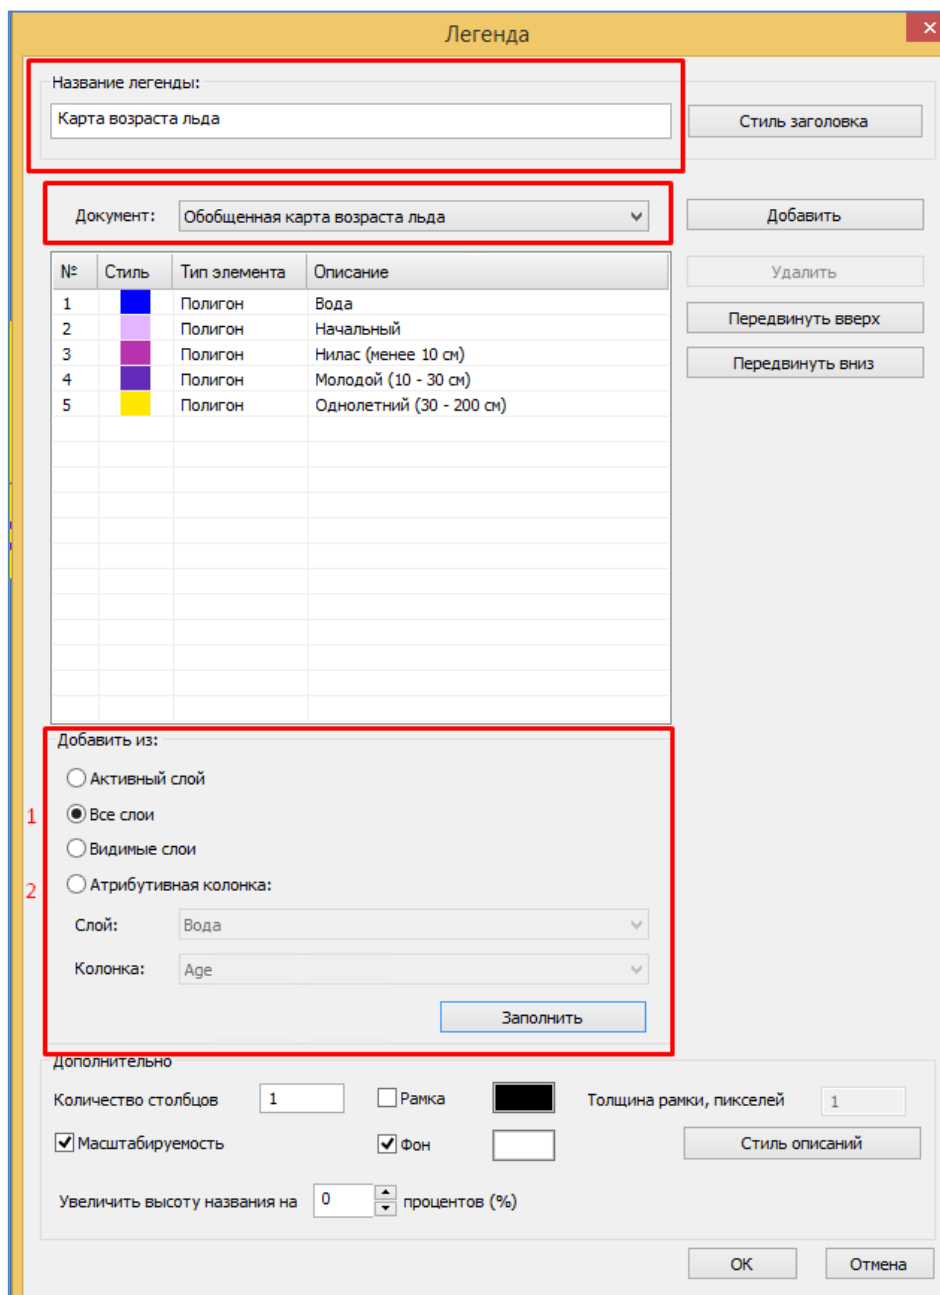 Легенда
Название легенды:
Карта возраста льда
Стиль заголовка
Документ: Обобщенная карта возраста льда
Добавить
№ Стиль Тип элемента Описание
Удалить
1 Полигон Вода
2 Полигон Начальный
Передвинуть вверх
3 Полигон Нилас (менее 10 см)
Передвинуть вниз
4 Полигон Молодой (10 - 30 см)
5 Полигон Однолетний (30 - 200 см)
Добавить из:
Активный слой
1 Все слои
Видимые слои
2 Атрибутивная колонка:
Слой: Вода
Колонка: Age
Заполнить
Дополнительно
Количество столбцов 1 Рамка Толщина рамки, пикселей 1
Масштабируемость Фон Стиль описаний
Увеличить высоту названия на 0 процентов (%)
OK Отмена